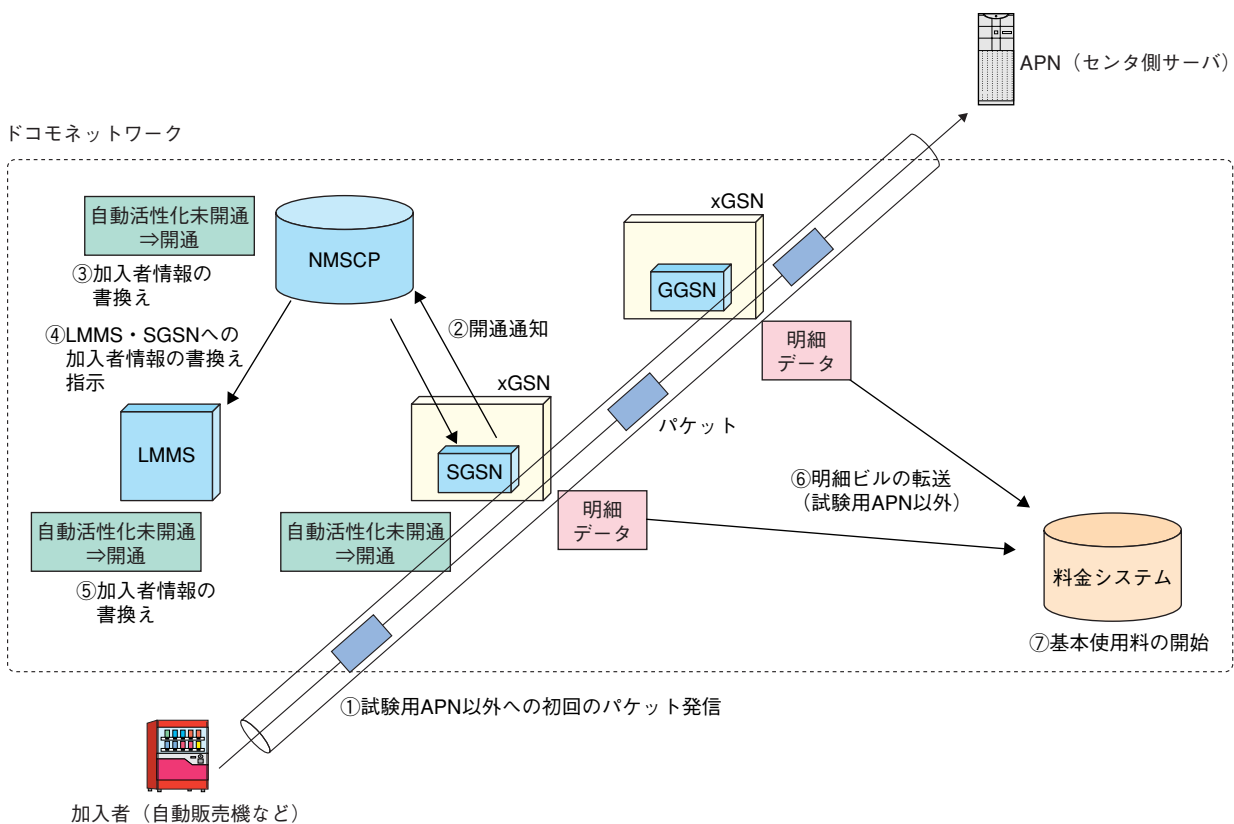 APN（センタ側サーバ）
ドコモネットワーク
自動活性化未開通
⇒開通
③加入者情報の
書換え
NMSCP
xGSN
GGSN
②開通通知
④LMMS・SGSNへの
加入者情報の書換え
指示
明細
データ
xGSN
パケット
LMMS
SGSN
⑥明細ビルの転送
（試験用APN以外）
明細
データ
自動活性化未開通
⇒開通
自動活性化未開通
⇒開通
⑤加入者情報の
書換え
料金システム
⑦基本使用料の開始
①試験用APN以外への初回のパケット発信
加入者（自動販売機など）